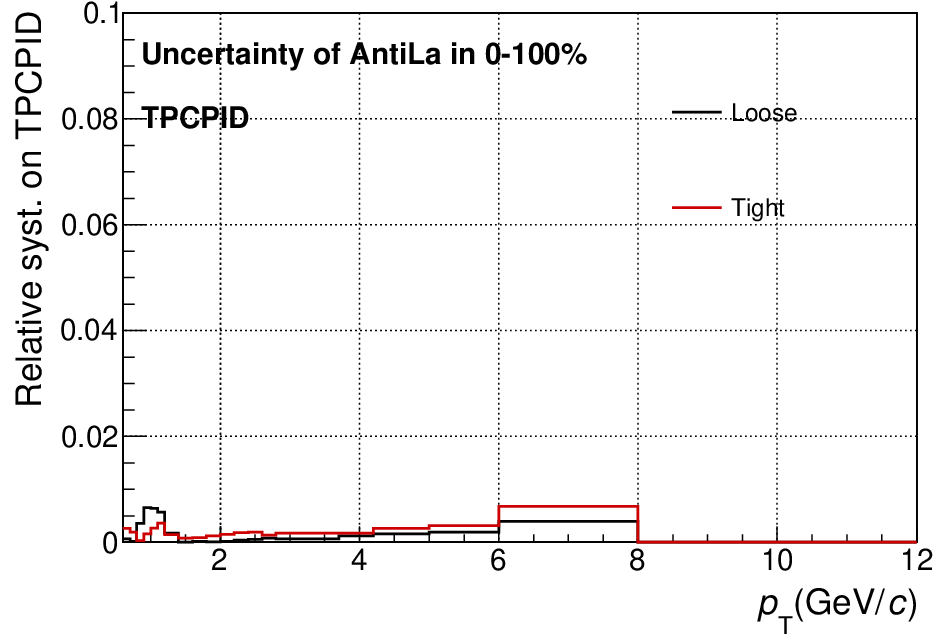 Uncertainty of AntiLa in 0-100%
TPCPID
Loose
Tight
Relative syst. on TPCPID
0.1
0.08
0.06
0.04
0.02
0
2
4
6
8
10
12
pT(GeV/c)